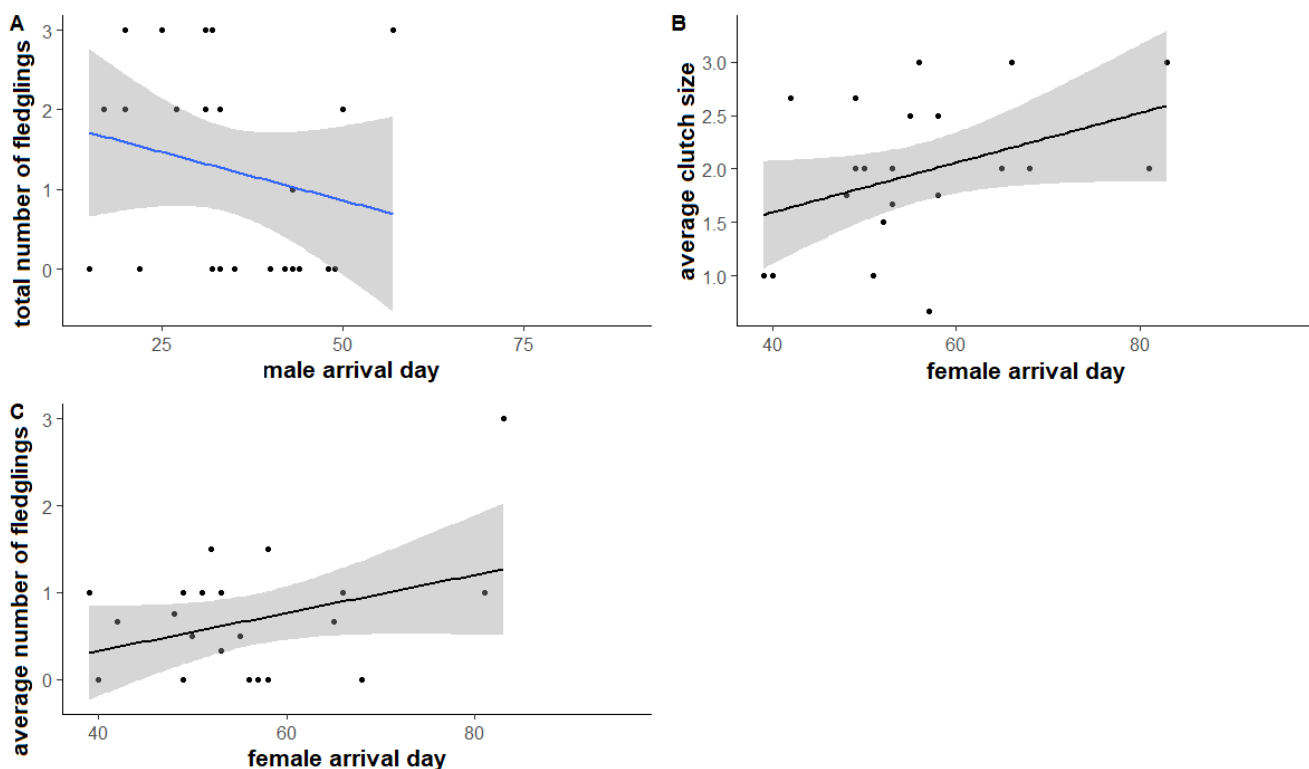 A
total number of fledglings
3
2
1
0
25
50
75
male arrival day
B
average clutch size
3.0
2.5
2.0
1.5
1.0
40
60
80
female arrival day
C
average number of fledglings
3
2
1
0
40
60
80
female arrival day